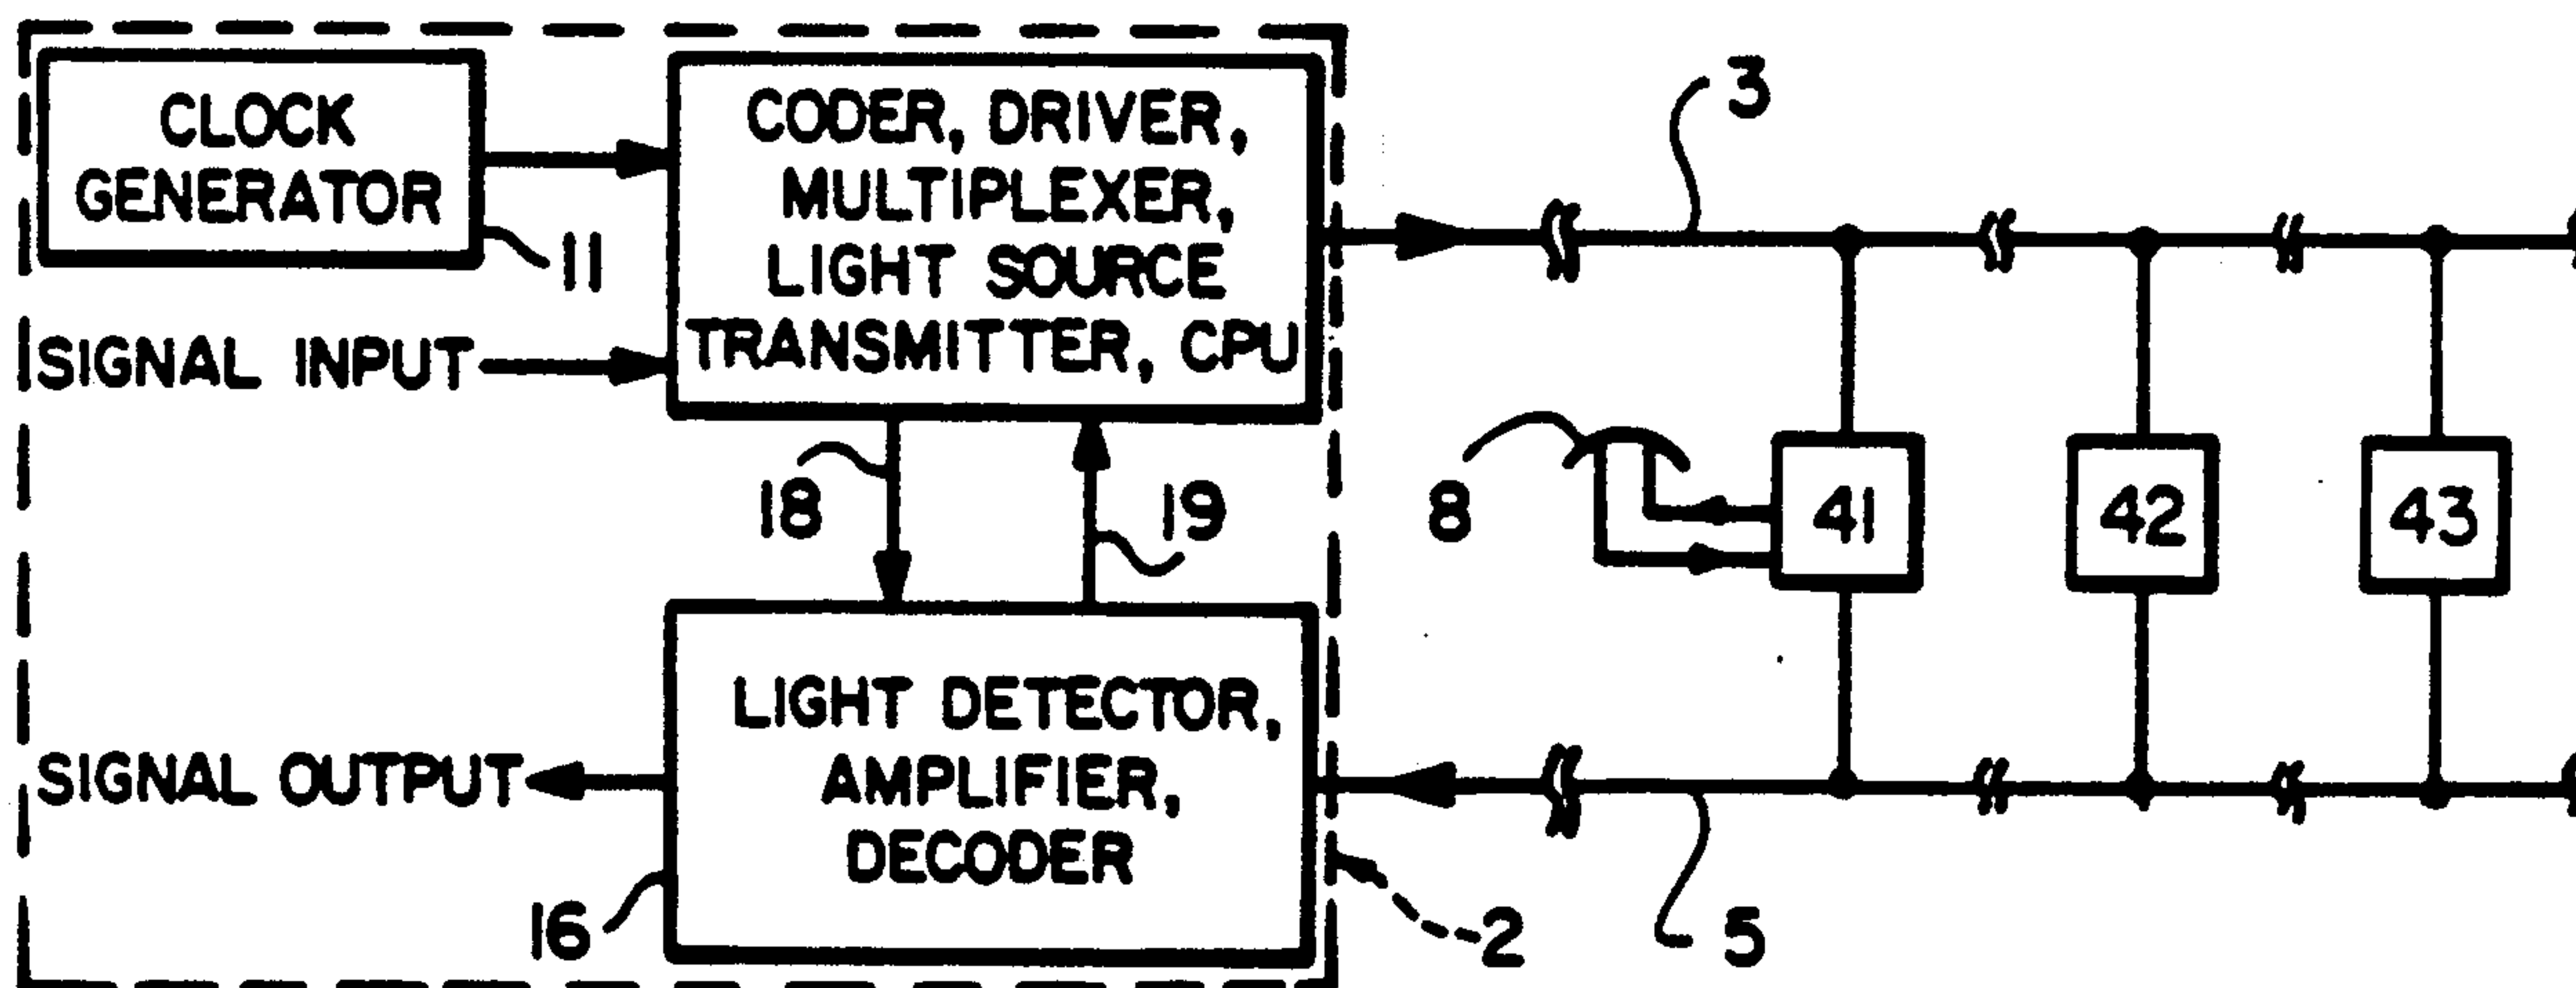 CLOCK
GENERATOR
11
CODER, DRIVER,
MULTIPLEXER,
LIGHT SOURCE
TRANSMITTER, CPU
3
SIGNAL INPUT
18
19
8
41
42
43
LIGHT DETECTOR,
AMPLIFIER,
DECODER
SIGNAL OUTPUT
16
2
5